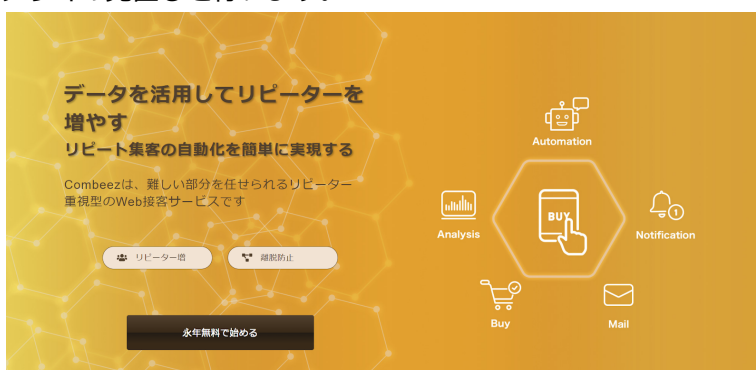 データを活用してリピーターを
増やす
リピート集客の自動化を簡単に実現する
Combeezは、難しい部分を任せられるリピーター
重視型のWeb接客サービスです
リピーター増
離脱防止
永年無料で始める
Automation
Analysis
BUY
1
Notification
Buy
Mail